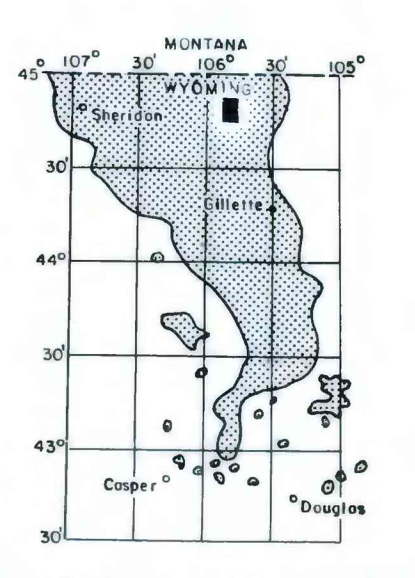 MONTANA
45° 107° 30' 106° 30' 105°
WYOMING
Sheridan
30'
Gillette
44°
30'
43°
Casper
Douglas
30'